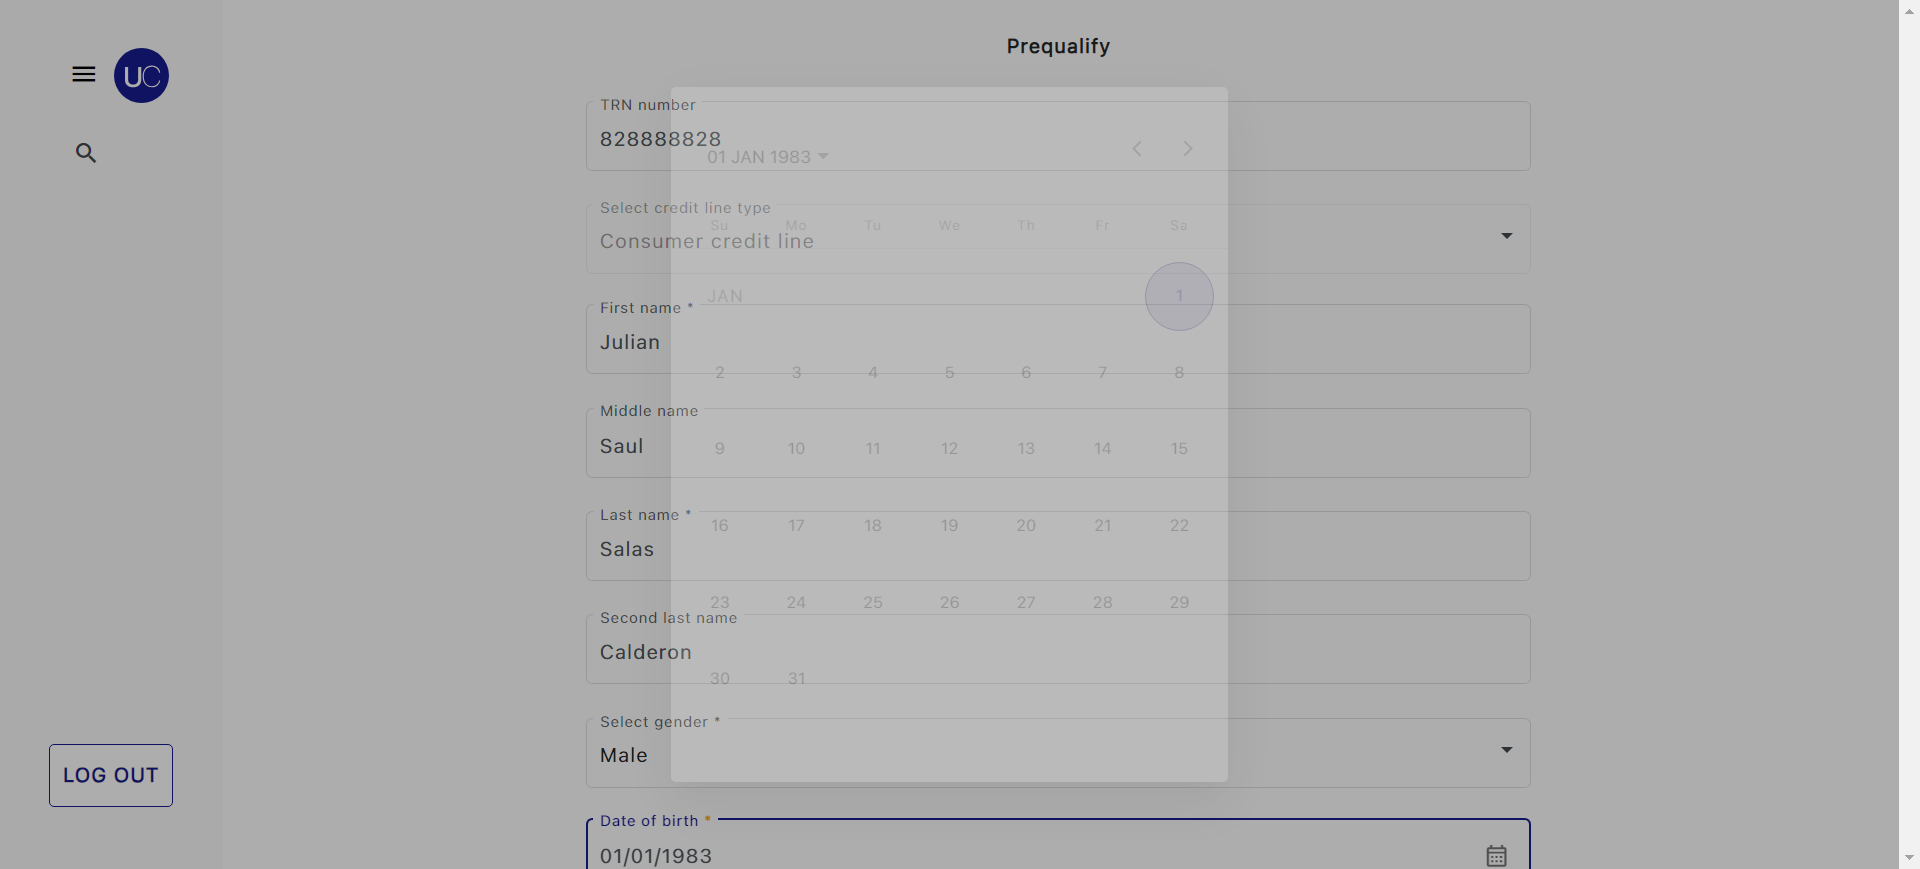 Prequalify
UC
TRN number
828888828
01 JAN 1983
Select credit line type
Su Mo Tu We Th Fr Sa
Consumer credit line
JAN 1
First name *
Julian
2 3 4 5 6 7 8
Middle name
Saul
9 10 11 12 13 14 15
Last name *
16 17 18 19 20 21 22
Salas
23 24 25 26 27 28 29
Second last name
Calderon
30 31
Select gender *
Male
LOG OUT
Date of birth *
01/01/1983